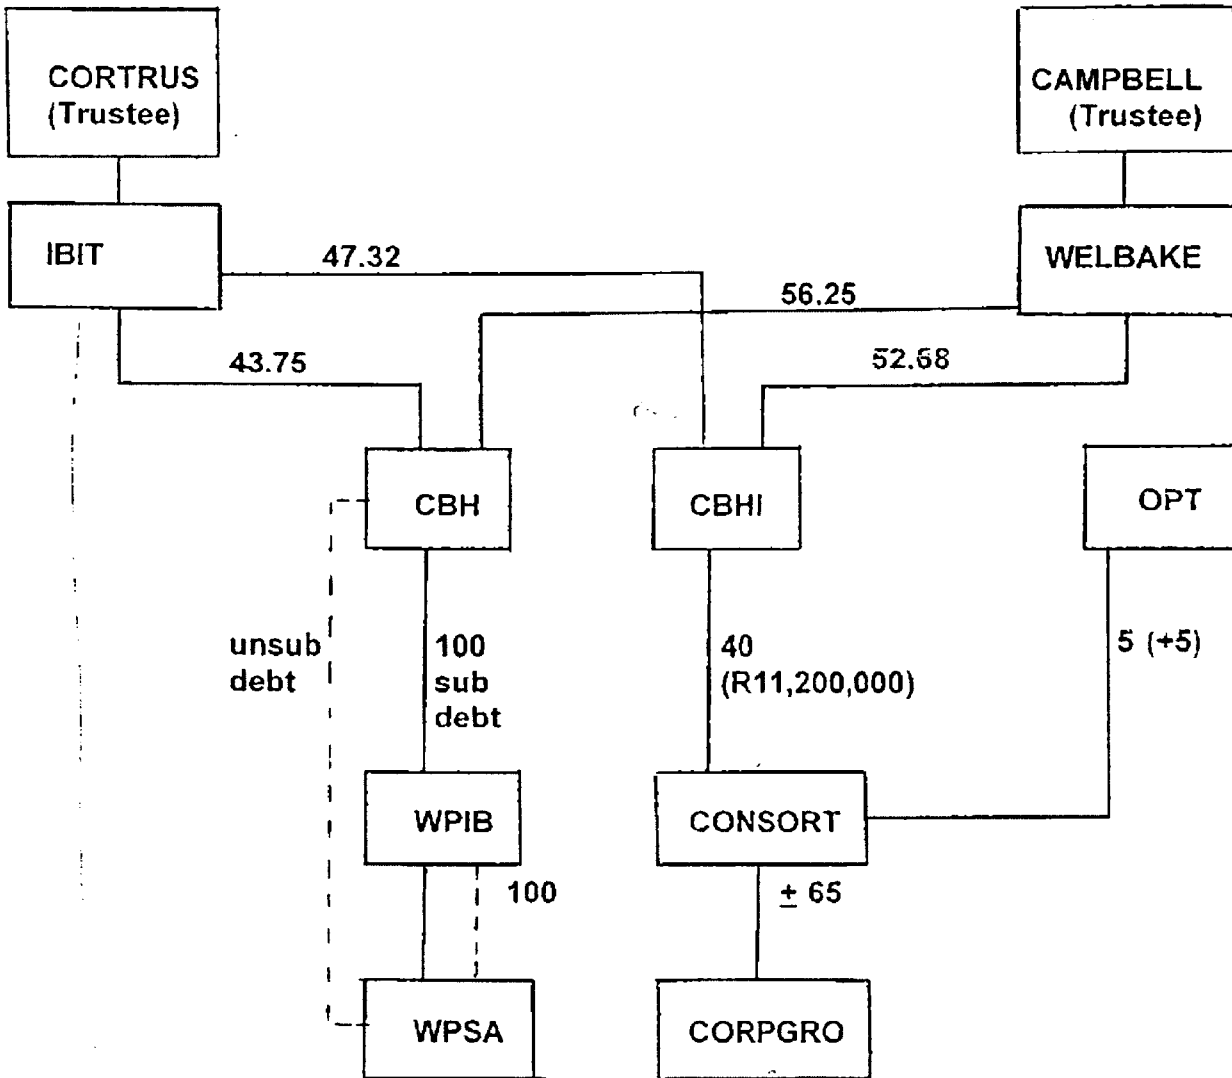 CORTRUS
(Trustee)
CAMPBELL
(Trustee)
IBIT
47.32
56.25
WELBAKE
43.75
52.68
CBH
CBHI
OPT
unsub
debt
100
sub
debt
40
(R11,200,000)
5 (+5)
WPIB
CONSORT
100
± 65
WPSA
CORPGRO